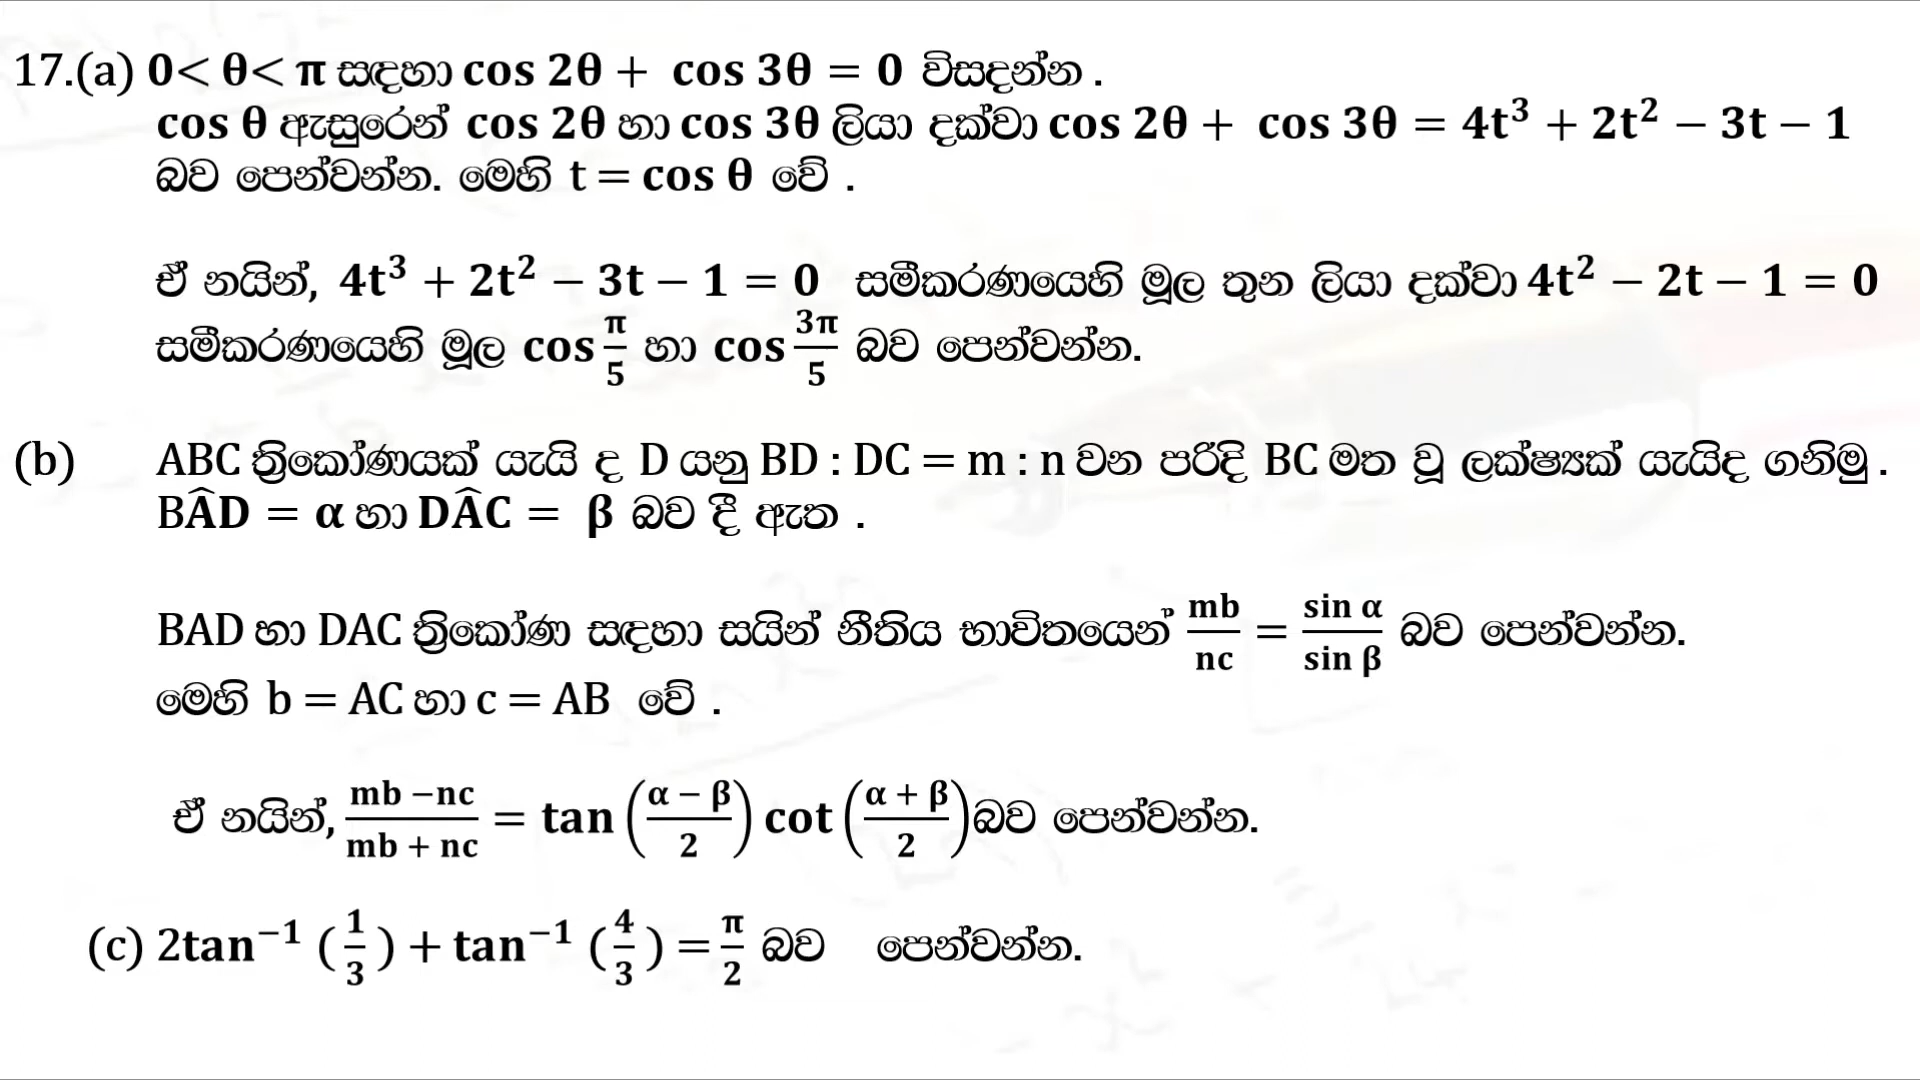 17.(a) 0< θ< π සඳහා cos 2θ + cos 3θ = 0 විසදන්න .
cos θ ඇසුරෙන් cos 2θ හා cos 3θ ලියා දක්වා cos 2θ + cos 3θ = 4t³ + 2t² − 3t − 1
බව පෙන්වන්න. මෙහි t = cos θ වේ .
ඒ නයින්, 4t³ + 2t² − 3t − 1 = 0 සමීකරණයෙහි මූල තුන ලියා දක්වා 4t² − 2t − 1 = 0
සමීකරණයෙහි මූල cos π/5 හා cos 3π/5 බව පෙන්වන්න.
(b) ABC ත්‍රිකෝණයක් යැයි ද D යනු BD : DC = m : n වන පරිදි BC මත වූ ලක්ෂ්‍යක් යැයිද ගනිමු .
BÂD = α හා DÂC = β බව දී ඇත .
BAD හා DAC ත්‍රිකෝණ සඳහා සයින් නීතිය භාවිතයෙන් mb/nc = sin α/sin β බව පෙන්වන්න.
මෙහි b = AC හා c = AB වේ .
ඒ නයින්, (mb −nc)/(mb + nc) = tan ((α − β)/2) cot ((α + β)/2) බව පෙන්වන්න.
(c) 2tan⁻¹ (1/3) + tan⁻¹ (4/3) = π/2 බව පෙන්වන්න.